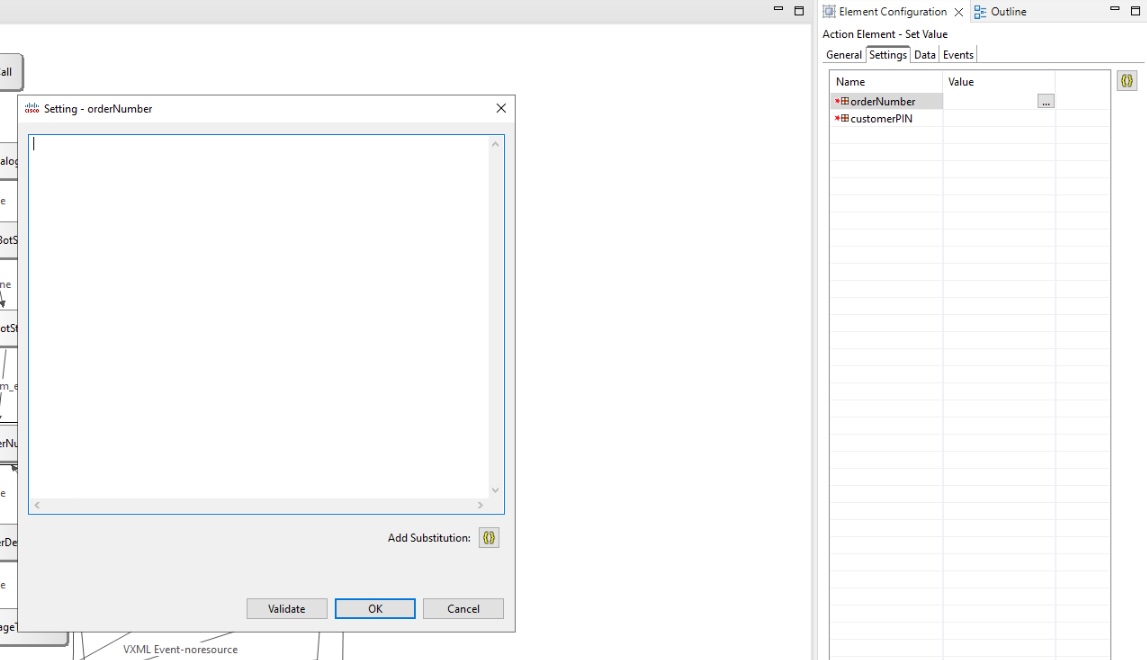 Element Configuration
Outline
Action Element - Set Value
General Settings Data Events
Name Value
orderNumber ...
customerPIN
all
cisco Setting - orderNumber
alog
e
BotS
ne
otSt
m_e
erNu
e
erDe
e
ageT
Add Substitution: {}
Validate OK Cancel
VXML Event-noresource